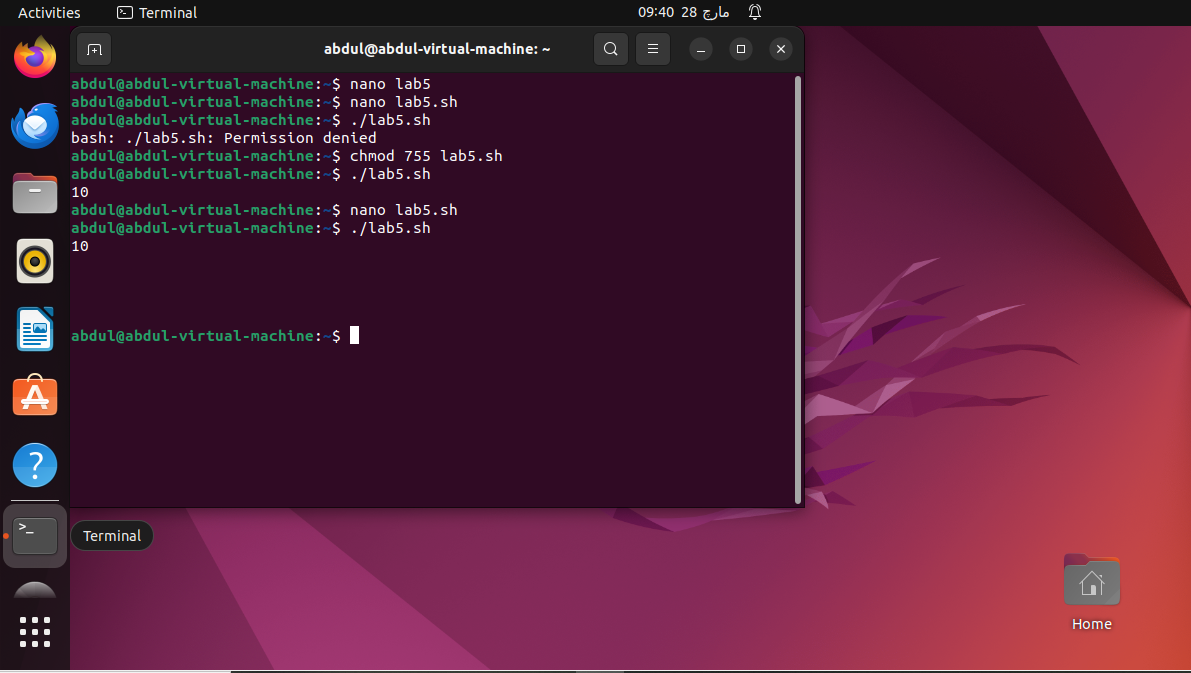 Activities
Terminal
09:40 28 مارچ
abdul@abdul-virtual-machine: ~
abdul@abdul-virtual-machine:~$ nano lab5
abdul@abdul-virtual-machine:~$ nano lab5.sh
abdul@abdul-virtual-machine:~$ ./lab5.sh
bash: ./lab5.sh: Permission denied
abdul@abdul-virtual-machine:~$ chmod 755 lab5.sh
abdul@abdul-virtual-machine:~$ ./lab5.sh
10
abdul@abdul-virtual-machine:~$ nano lab5.sh
abdul@abdul-virtual-machine:~$ ./lab5.sh
10
abdul@abdul-virtual-machine:~$
Terminal
Home